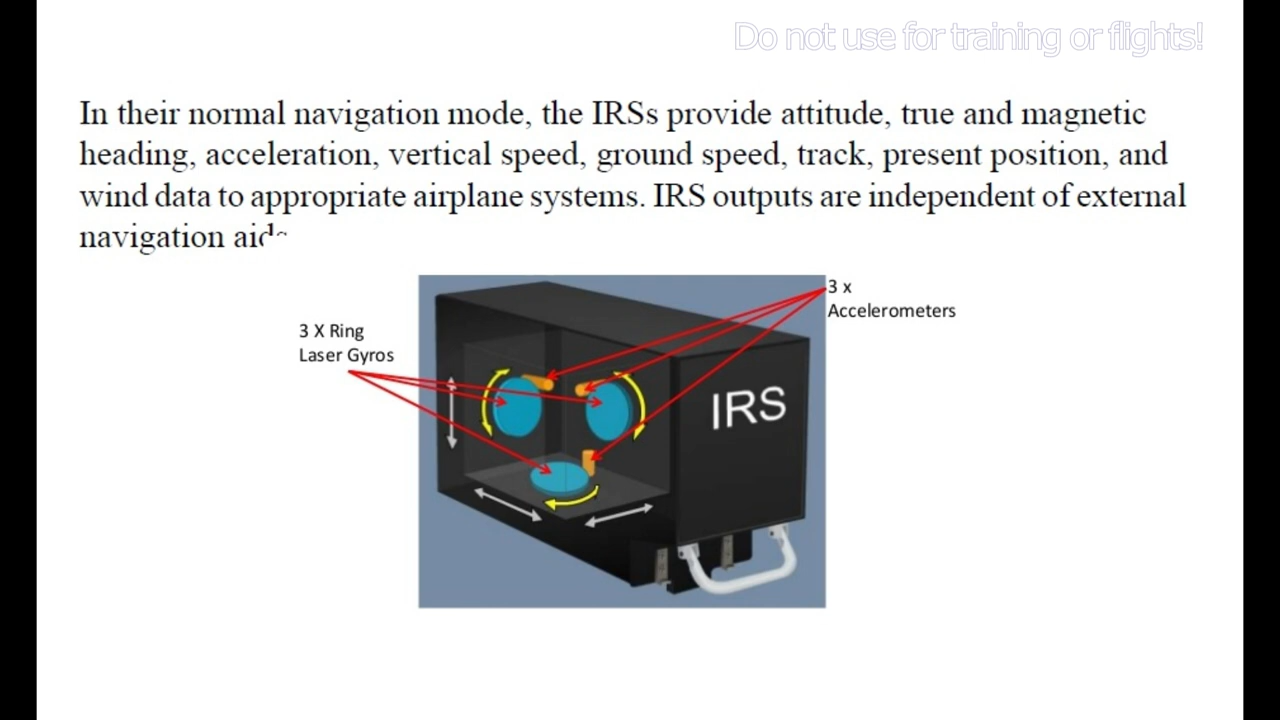 Do not use for training or flights!
In their normal navigation mode, the IRSs provide attitude, true and magnetic
heading, acceleration, vertical speed, ground speed, track, present position, and
wind data to appropriate airplane systems. IRS outputs are independent of external
navigation aids
3 x
Accelerometers
3 X Ring
Laser Gyros
IRS